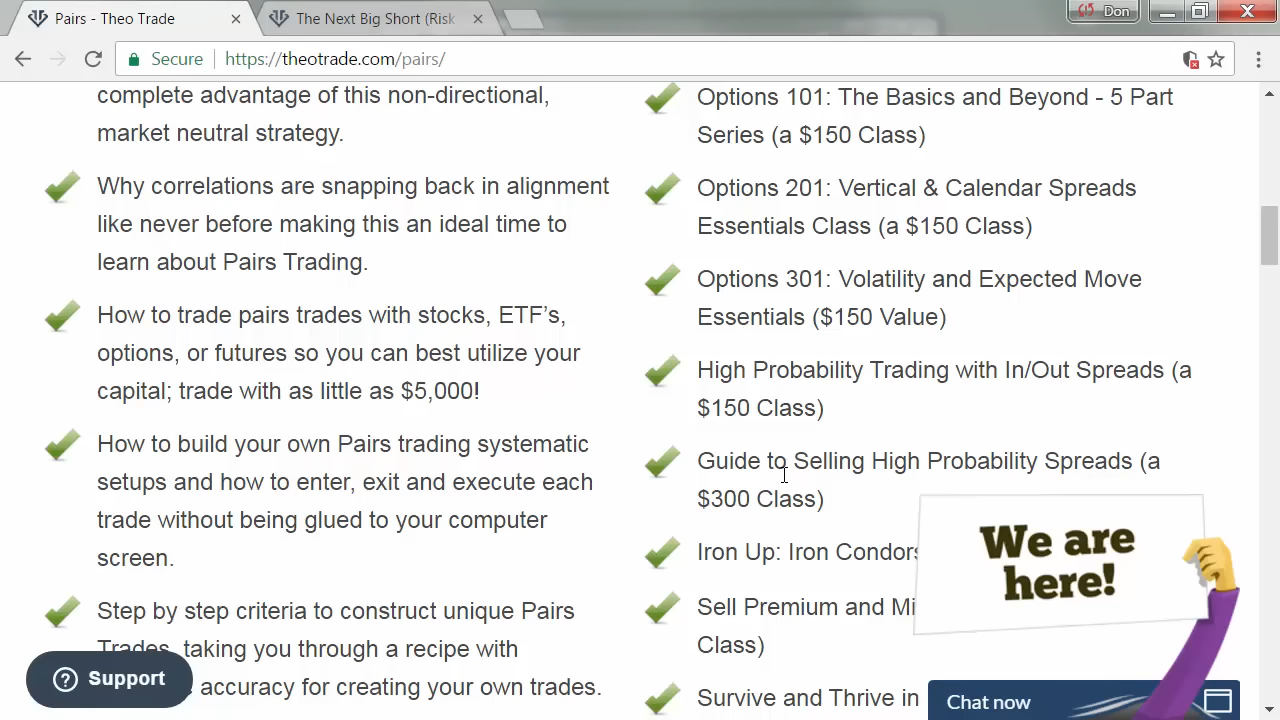 Pairs - Theo Trade
The Next Big Short (Risk
Don
Secure
https://theotrade.com/pairs/
complete advantage of this non-directional,
market neutral strategy.
Why correlations are snapping back in alignment
like never before making this an ideal time to
learn about Pairs Trading.
How to trade pairs trades with stocks, ETF’s,
options, or futures so you can best utilize your
capital; trade with as little as $5,000!
How to build your own Pairs trading systematic
setups and how to enter, exit and execute each
trade without being glued to your computer
screen.
Step by step criteria to construct unique Pairs
Trades, taking you through a recipe with
accuracy for creating your own trades.
Options 101: The Basics and Beyond - 5 Part
Series (a $150 Class)
Options 201: Vertical & Calendar Spreads
Essentials Class (a $150 Class)
Options 301: Volatility and Expected Move
Essentials ($150 Value)
High Probability Trading with In/Out Spreads (a
$150 Class)
Guide to Selling High Probability Spreads (a
$300 Class)
Iron Up: Iron Condors
Sell Premium and
Class)
Survive and Thrive in
We are
here!
Support
Chat now